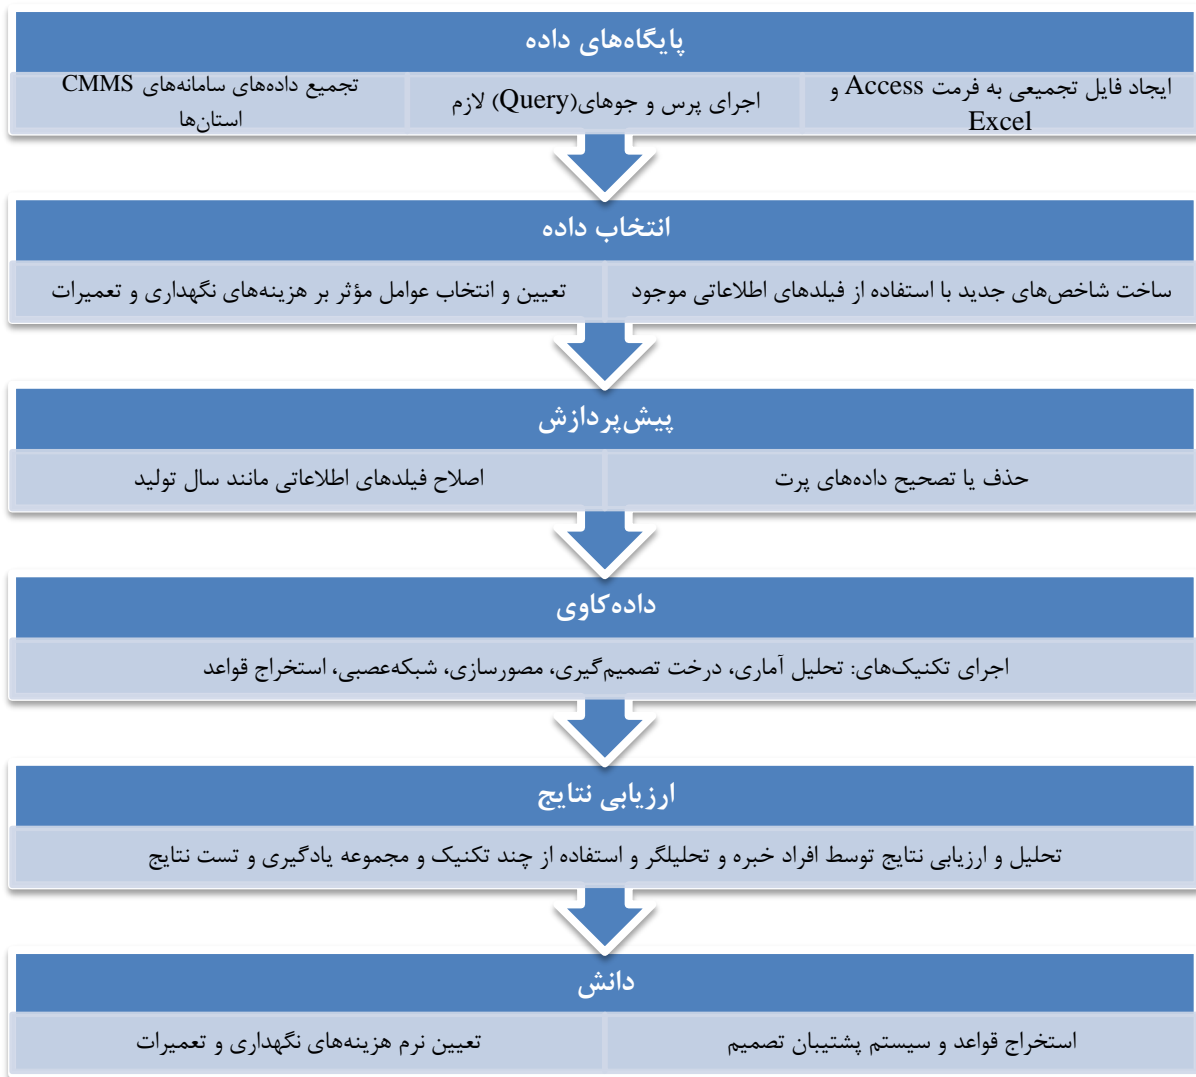 پایگاه‌های داده
ایجاد فایل تجمیعی به فرمت Access و
Excel
اجرای پرس و جوهای(Query) لازم
تجمیع داده‌های سامانه‌های CMMS
استان‌ها
انتخاب داده
ساخت شاخص‌های جدید با استفاده از فیلدهای اطلاعاتی موجود
تعیین و انتخاب عوامل مؤثر بر هزینه‌های نگهداری و تعمیرات
پیش‌پردازش
حذف یا تصحیح داده‌های پرت
اصلاح فیلدهای اطلاعاتی مانند سال تولید
داده‌کاوی
اجرای تکنیک‌های: تحلیل آماری، درخت تصمیم‌گیری، مصورسازی، شبکه‌عصبی، استخراج قواعد
ارزیابی نتایج
تحلیل و ارزیابی نتایج توسط افراد خبره و تحلیلگر و استفاده از چند تکنیک و مجموعه یادگیری و تست نتایج
دانش
استخراج قواعد و سیستم پشتیبان تصمیم
تعیین نرم هزینه‌های نگهداری و تعمیرات